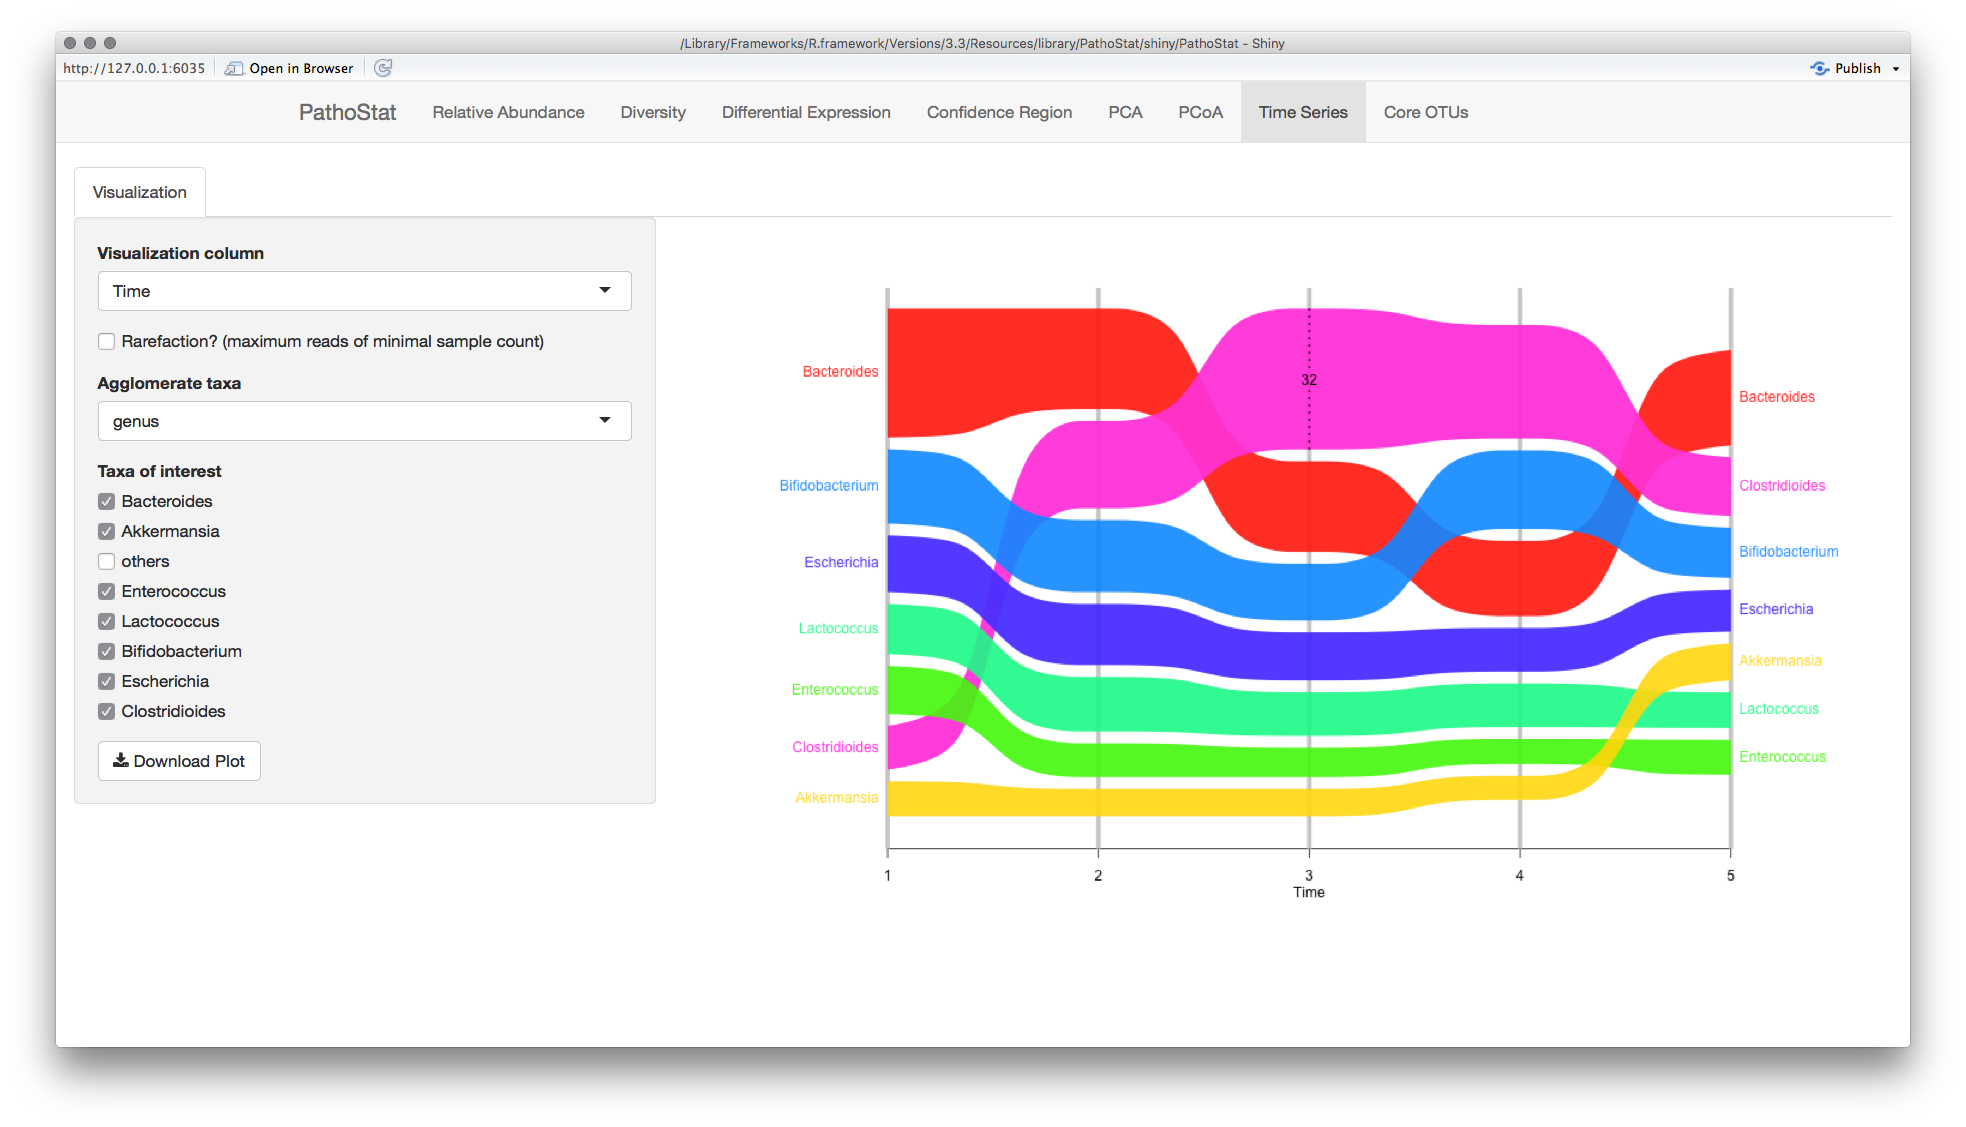 /Library/Frameworks/R.framework/Versions/3.3/Resources/library/PathoStat/shiny/PathoStat - Shiny
http://127.0.0.1:6035 Open in Browser Publish
PathoStat Relative Abundance Diversity Differential Expression Confidence Region PCA PCoA Time Series Core OTUs
Visualization
Visualization column
Time
Rarefaction? (maximum reads of minimal sample count)
Agglomerate taxa
genus
Taxa of interest
Bacteroides
Akkermansia
others
Enterococcus
Lactococcus
Bifidobacterium
Escherichia
Clostridioides
Download Plot
Bacteroides
Bifidobacterium
Escherichia
Lactococcus
Enterococcus
Clostridioides
Akkermansia
32
Bacteroides
Clostridioides
Bifidobacterium
Escherichia
Akkermansia
Lactococcus
Enterococcus
1 2 3 4 5
Time